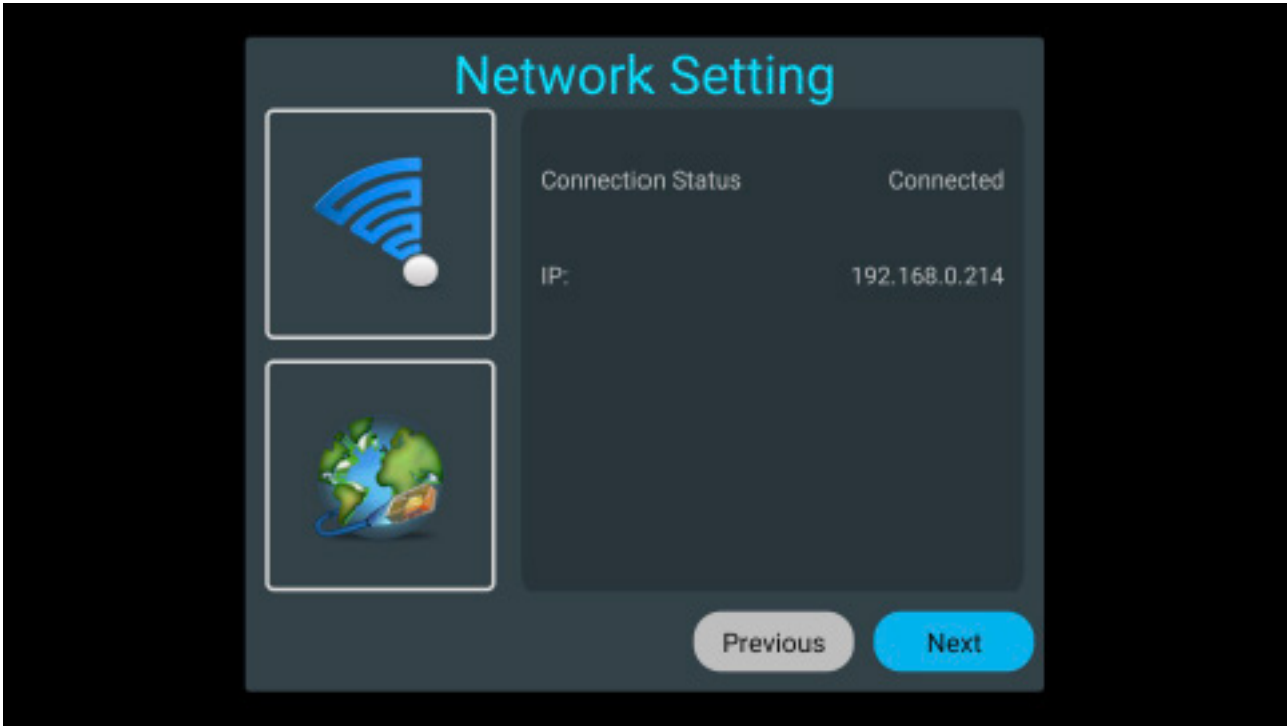 Network Setting
Connection Status Connected
IP: 192.168.0.214
Previous Next